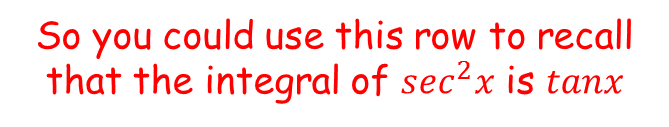 So you could use this row to recall
that the integral of sec²x is tanx